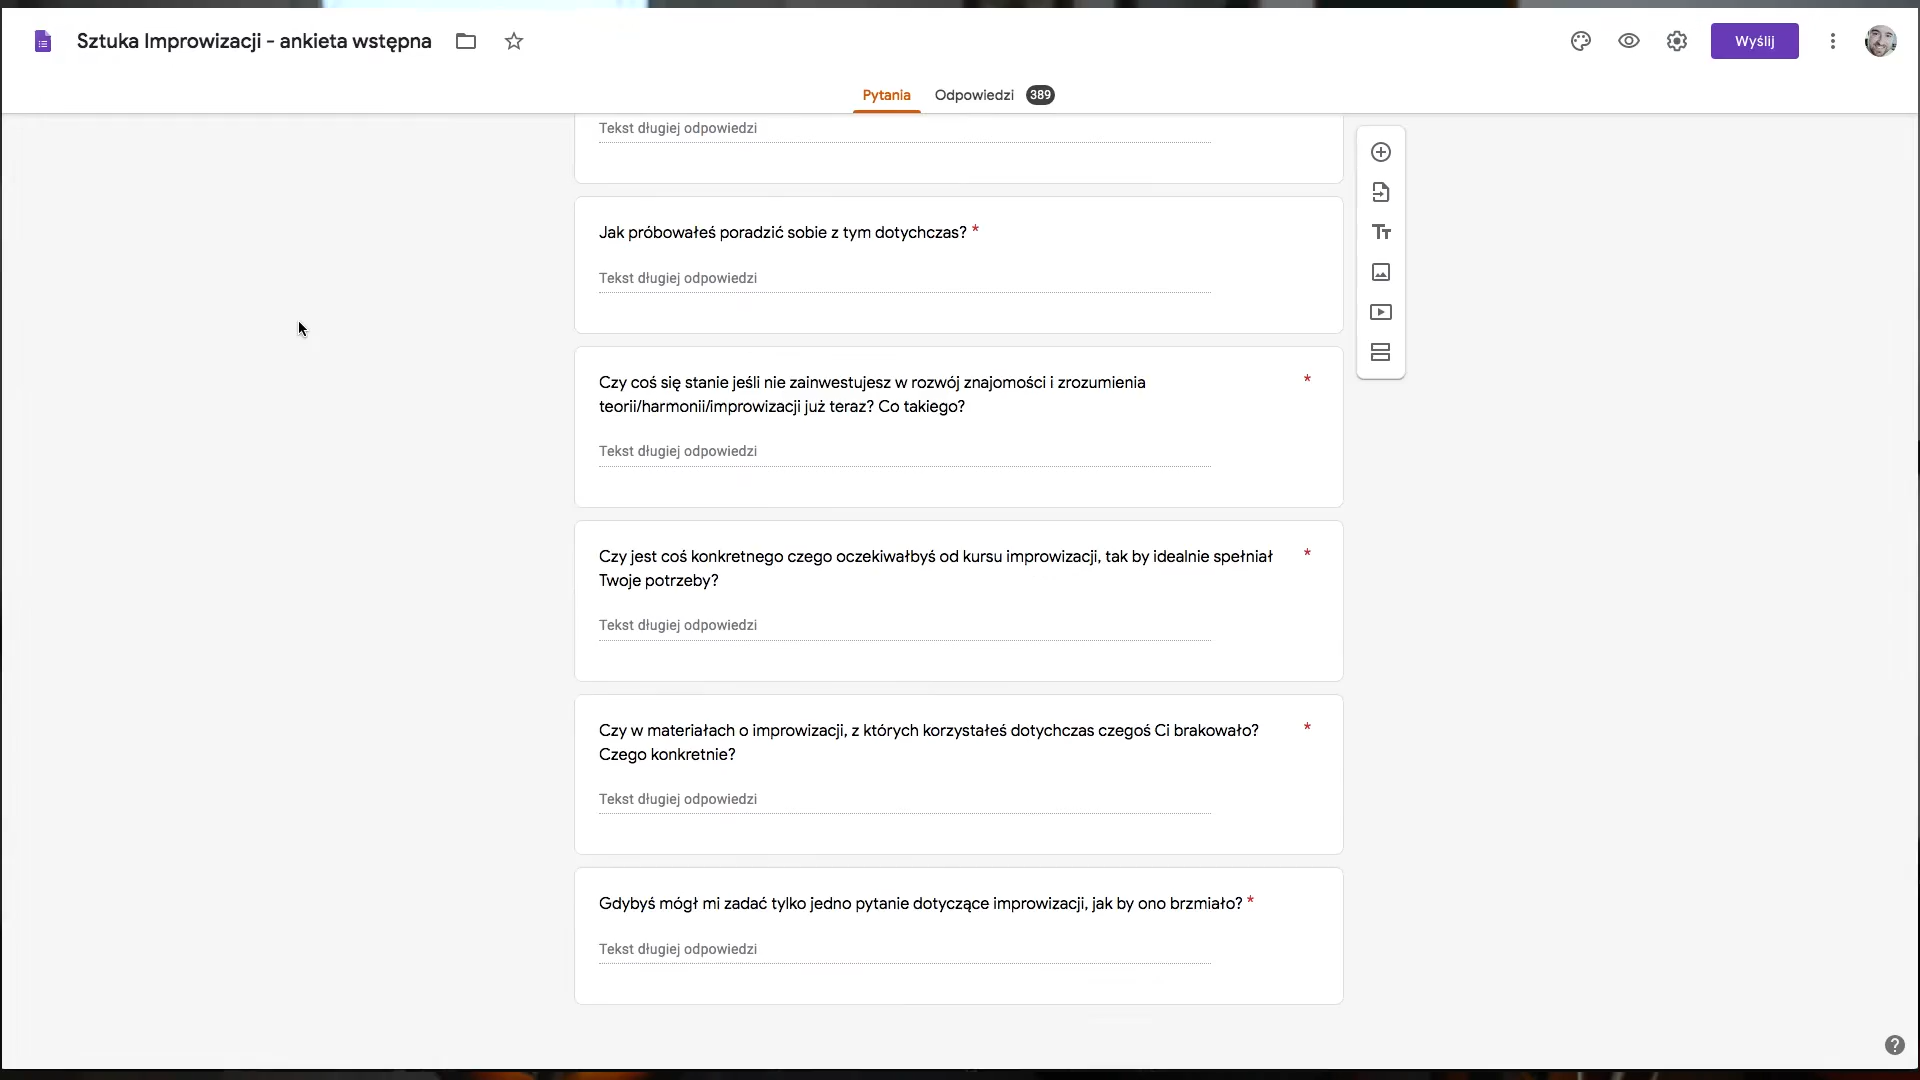 Sztuka Improwizacji - ankieta wstępna
Wyślij
Pytania
Odpowiedzi
389
Tekst długiej odpowiedzi
Jak próbowałeś poradzić sobie z tym dotychczas? *
Tekst długiej odpowiedzi
Czy coś się stanie jeśli nie zainwestujesz w rozwój znajomości i zrozumienia *
teorii/harmonii/improwizacji już teraz? Co takiego?
Tekst długiej odpowiedzi
Czy jest coś konkretnego czego oczekiwałbyś od kursu improwizacji, tak by idealnie spełniał *
Twoje potrzeby?
Tekst długiej odpowiedzi
Czy w materiałach o improwizacji, z których korzystałeś dotychczas czegoś Ci brakowało? *
Czego konkretnie?
Tekst długiej odpowiedzi
Gdybyś mógł mi zadać tylko jedno pytanie dotyczące improwizacji, jak by ono brzmiało? *
Tekst długiej odpowiedzi